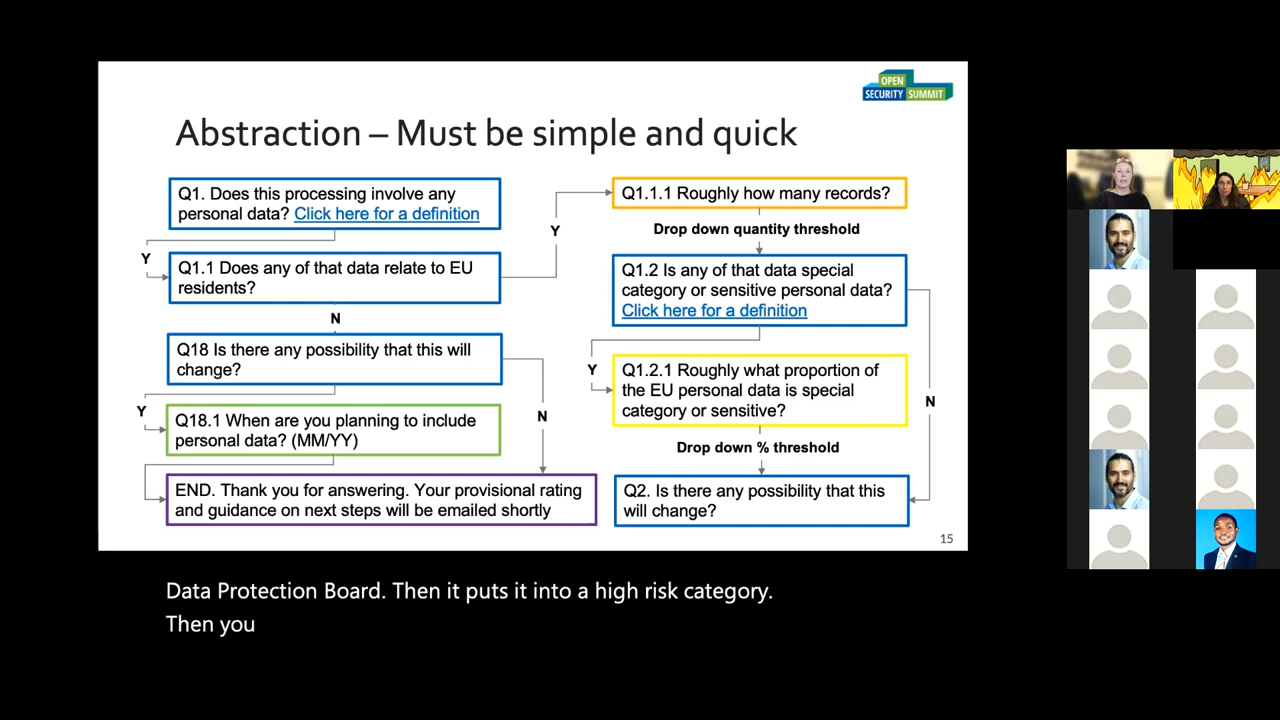 OPEN
SECURITY SUMMIT
Abstraction – Must be simple and quick
Q1. Does this processing involve any
personal data? Click here for a definition
Y
Q1.1 Does any of that data relate to EU
residents?
N
Q18 Is there any possibility that this will
change?
Y
N
Q18.1 When are you planning to include
personal data? (MM/YY)
END. Thank you for answering. Your provisional rating
and guidance on next steps will be emailed shortly
Y
Q1.1.1 Roughly how many records?
Drop down quantity threshold
Q1.2 Is any of that data special
category or sensitive personal data?
Click here for a definition
Y
N
Q1.2.1 Roughly what proportion of
the EU personal data is special
category or sensitive?
Drop down % threshold
Q2. Is there any possibility that this
will change?
15
Data Protection Board. Then it puts it into a high risk category.
Then you